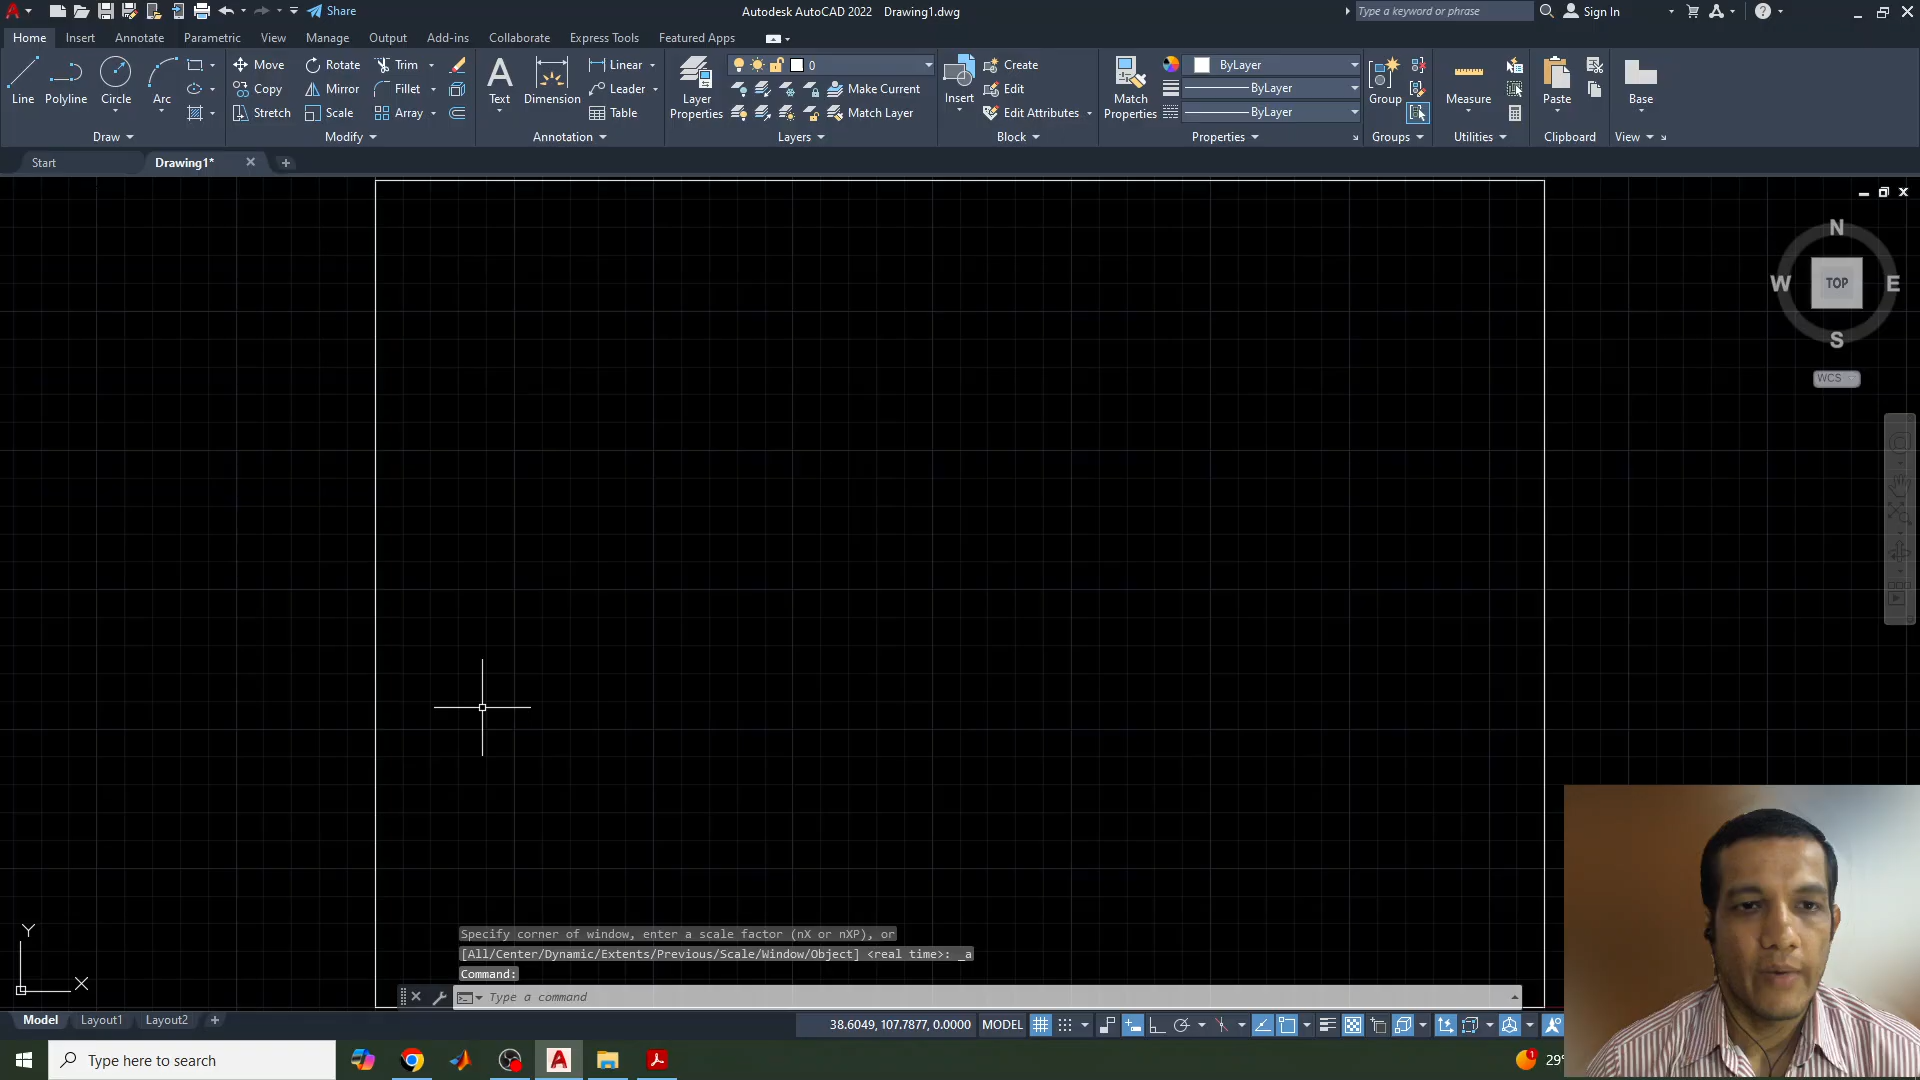 Share
Autodesk AutoCAD 2022 Drawing1.dwg
Type a keyword or phrase
Sign In
Home Insert Annotate Parametric View Manage Output Add-ins Collaborate Express Tools Featured Apps
Line Polyline Circle Arc
Move Rotate Trim
Copy Mirror Fillet
Stretch Scale Array
Text Dimension
Linear
Leader
Table
Layer Properties
0
Make Current
Match Layer
Insert
Create
Edit
Edit Attributes
Match Properties
ByLayer
ByLayer
ByLayer
Group
Measure
Paste
Base
Draw Modify Annotation Layers Block Properties Groups Utilities Clipboard View
Start Drawing1*
N
W TOP E
S
WCS
Y
X
Specify corner of window, enter a scale factor (nX or nXP), or
[All/Center/Dynamic/Extents/Previous/Scale/Window/Object] <real time>: _a
Command:
Type a command
Model Layout1 Layout2
38.6049, 107.7877, 0.0000 MODEL
Type here to search
1
29°